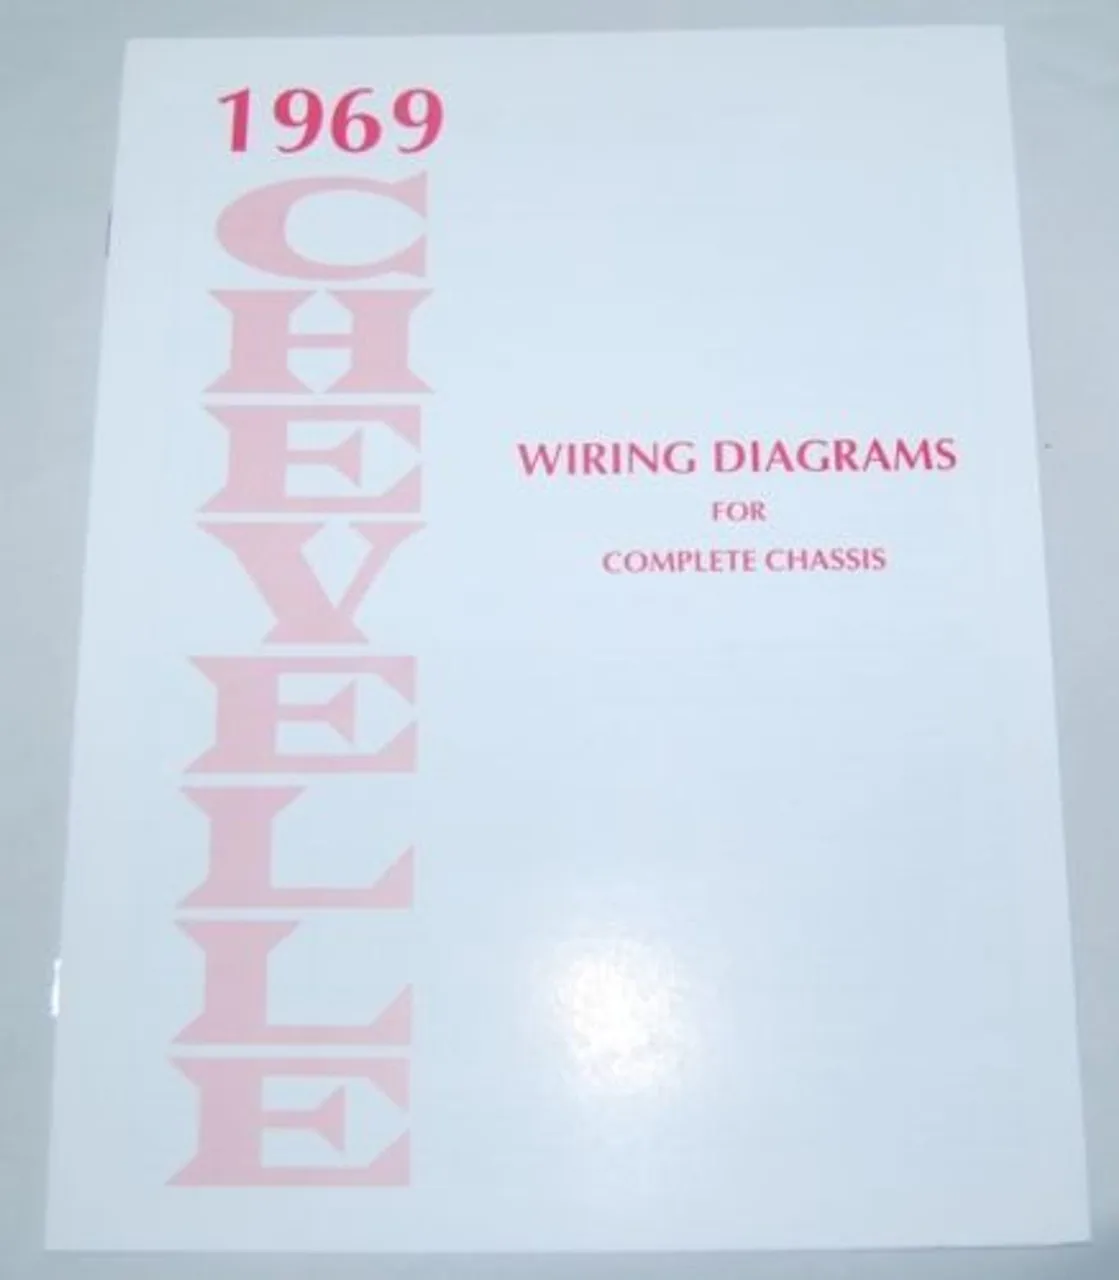 1969
CHEVELLE
WIRING DIAGRAMS
FOR
COMPLETE CHASSIS